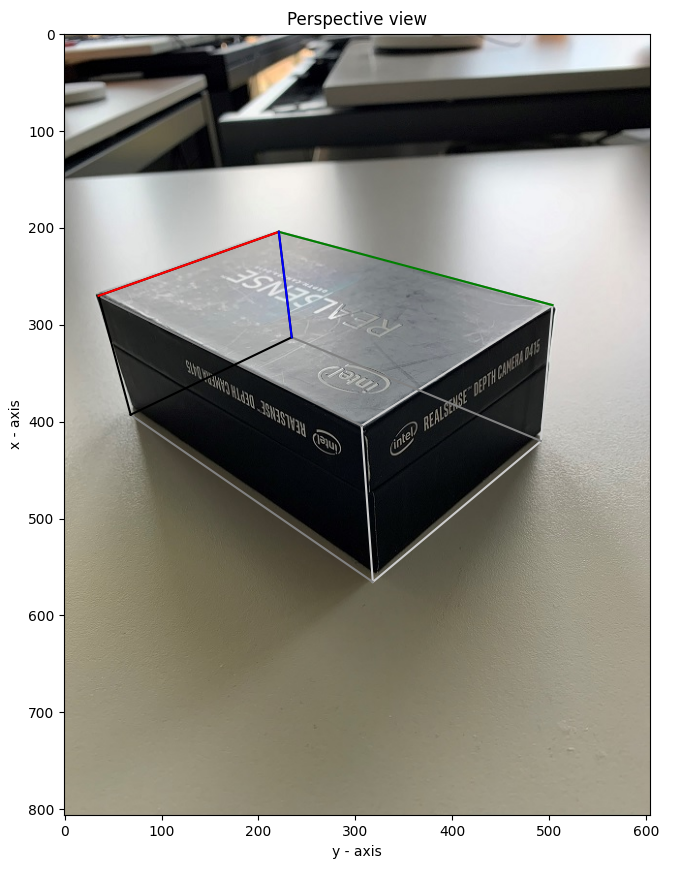 Perspective view
0
100
200
300
400
500
600
700
800
x - axis
REALSENSE™
REALSENSE
intel
REALSENSE™ DEPTH CAMERA D415
intel
intel
REALSENSE™ DEPTH CAMERA D415
0
100
200
300
400
500
600
y - axis